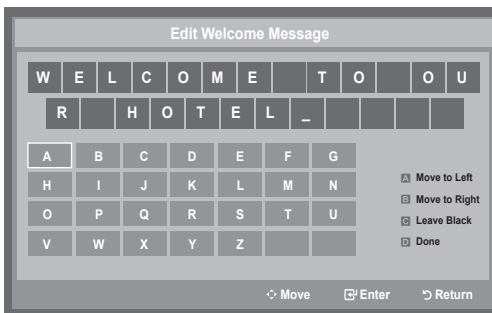 Edit Welcome Message
W E L C O M E T O O U
R H O T E L _
A B C D E F G
H I J K L M N
O P Q R S T U
V W X Y Z
A Move to Left
B Move to Right
C Leave Black
D Done
Move Enter Return